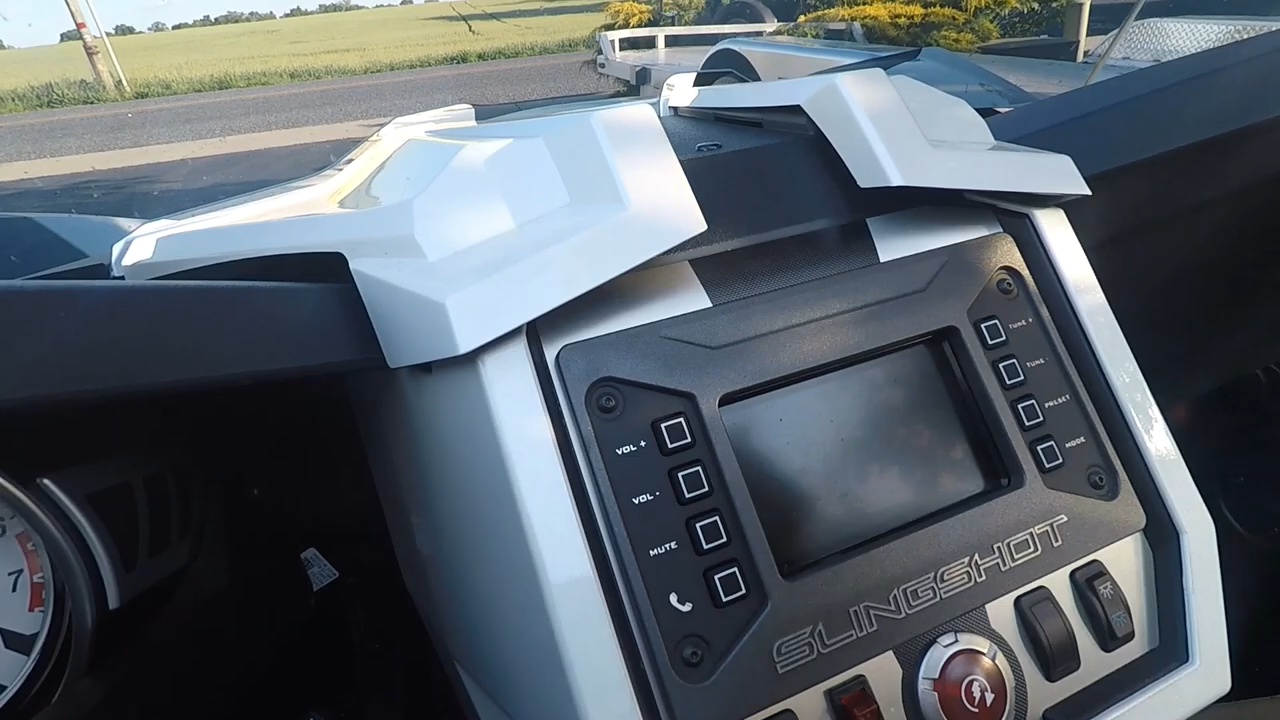 VOL +
VOL -
MUTE
TUNE +
TUNE -
PRESET
MODE
SLINGSHOT
7